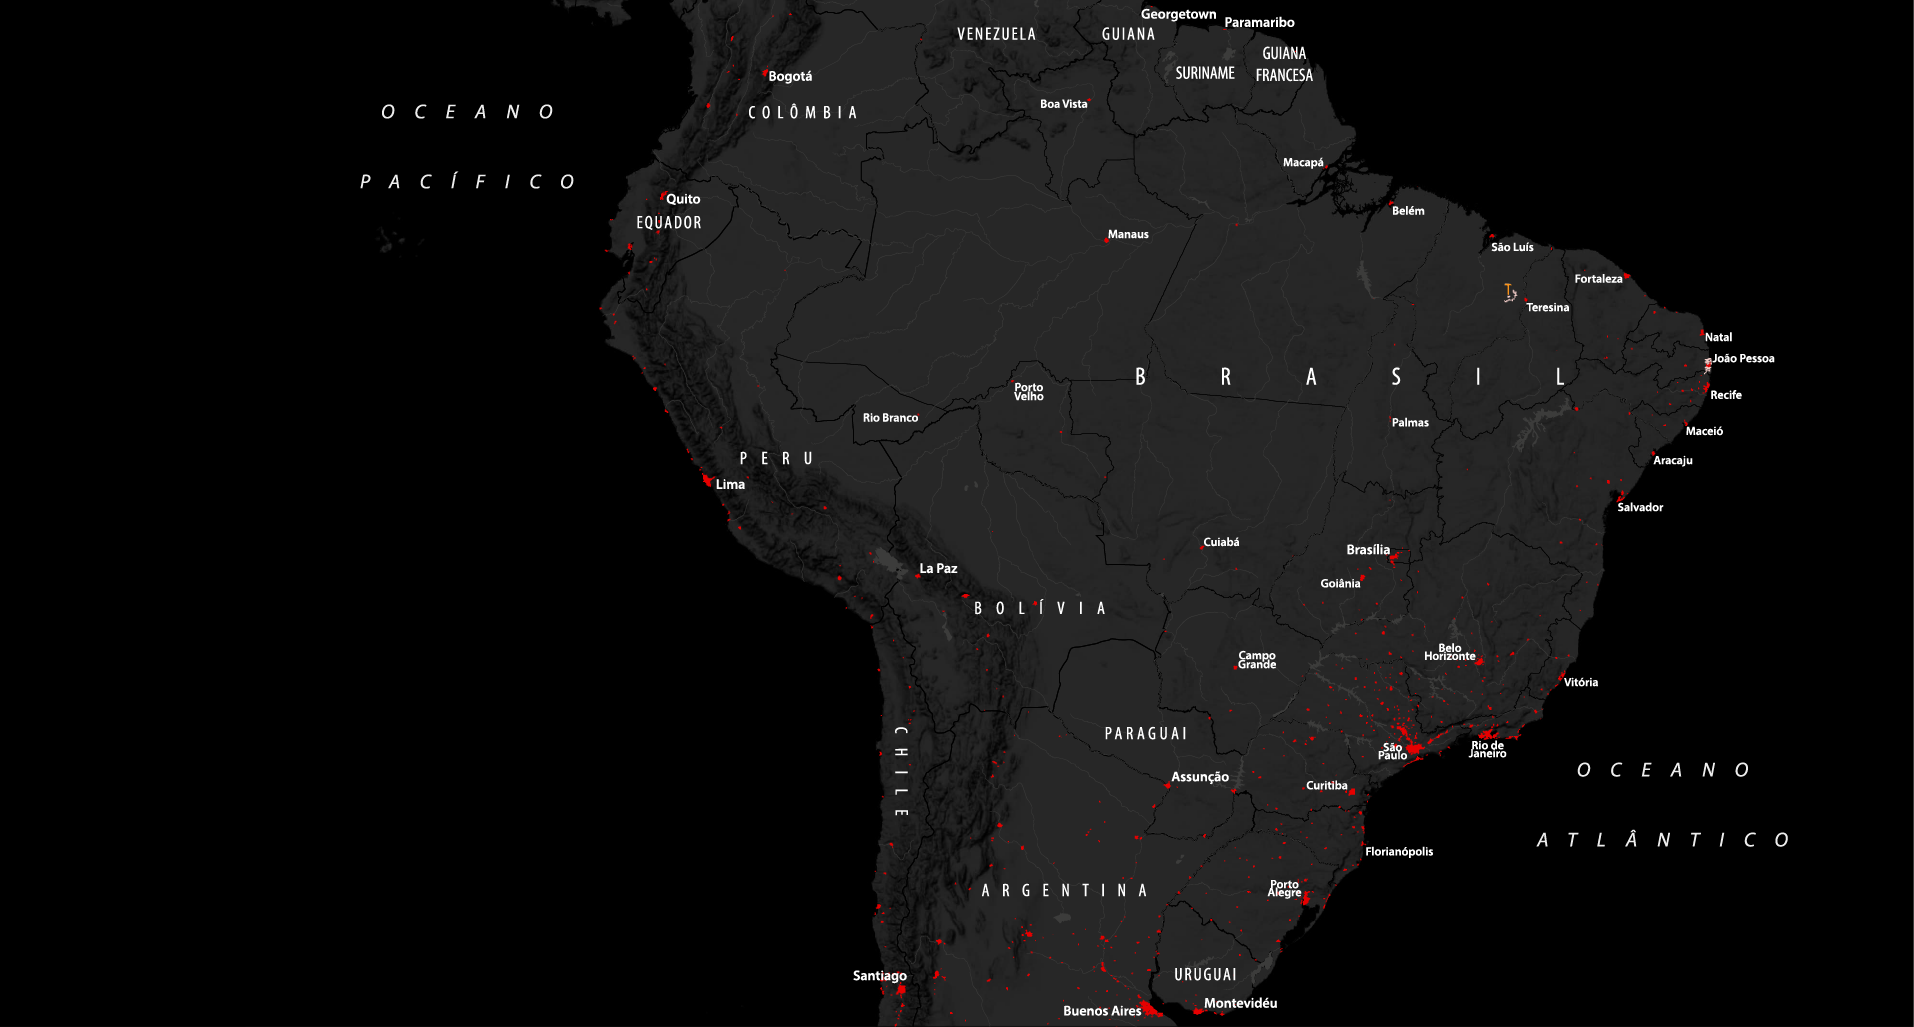 Georgetown
Paramaribo
VENEZUELA
GUIANA
GUIANA
FRANCESA
SURINAME
Bogotá
COLÔMBIA
Boa Vista
OCEANO
PACÍFICO
Macapá
Quito
EQUADOR
Belém
Manaus
São Luís
Fortaleza
Teresina
Natal
João Pessoa
BRASIL
Porto
Velho
Recife
Rio Branco
Palmas
Maceió
PERU
Aracaju
Lima
Salvador
Cuiabá
Brasília
La Paz
Goiânia
BOLÍVIA
Belo
Horizonte
Campo
Grande
Vitória
CHILE
PARAGUAI
São
Paulo
Rio de
Janeiro
OCEANO
ATLÂNTICO
Assunção
Curitiba
Florianópolis
ARGENTINA
Porto
Alegre
Santiago
URUGUAI
Montevidéu
Buenos Aires